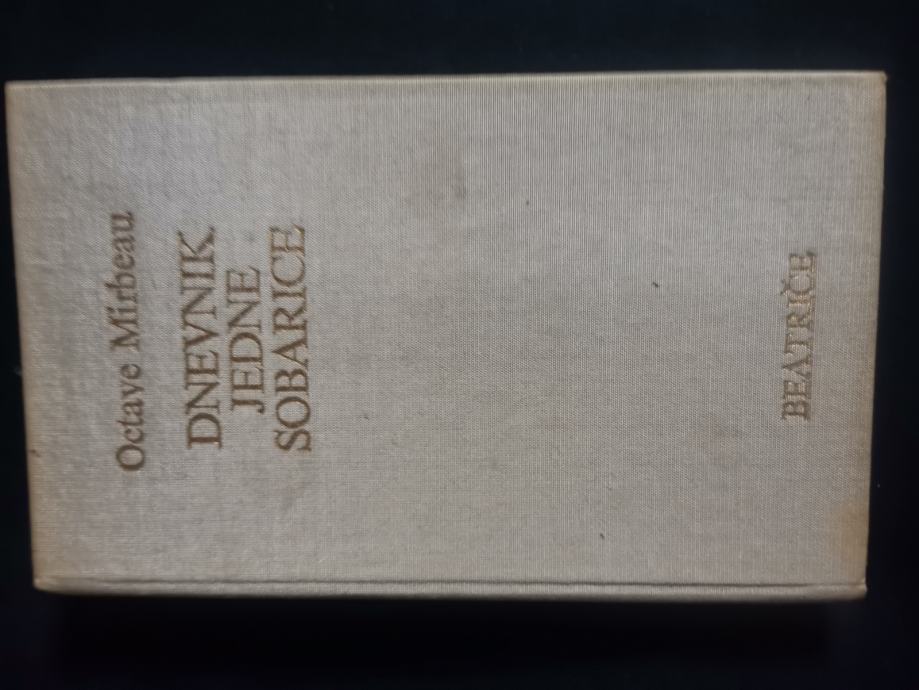 Octave Mirbeau
DNEVNIK
JEDNE
SOBARICE
BEATRIČE